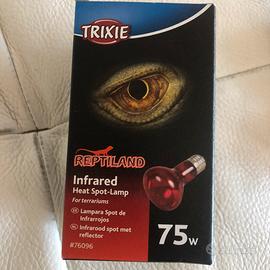 TRIXIE
REPTILAND
Infrared
Heat Spot-Lamp
For terrariums
Lampara Spot de
Infrarrojos
Infrarood spot met
reflector
#76096
75w